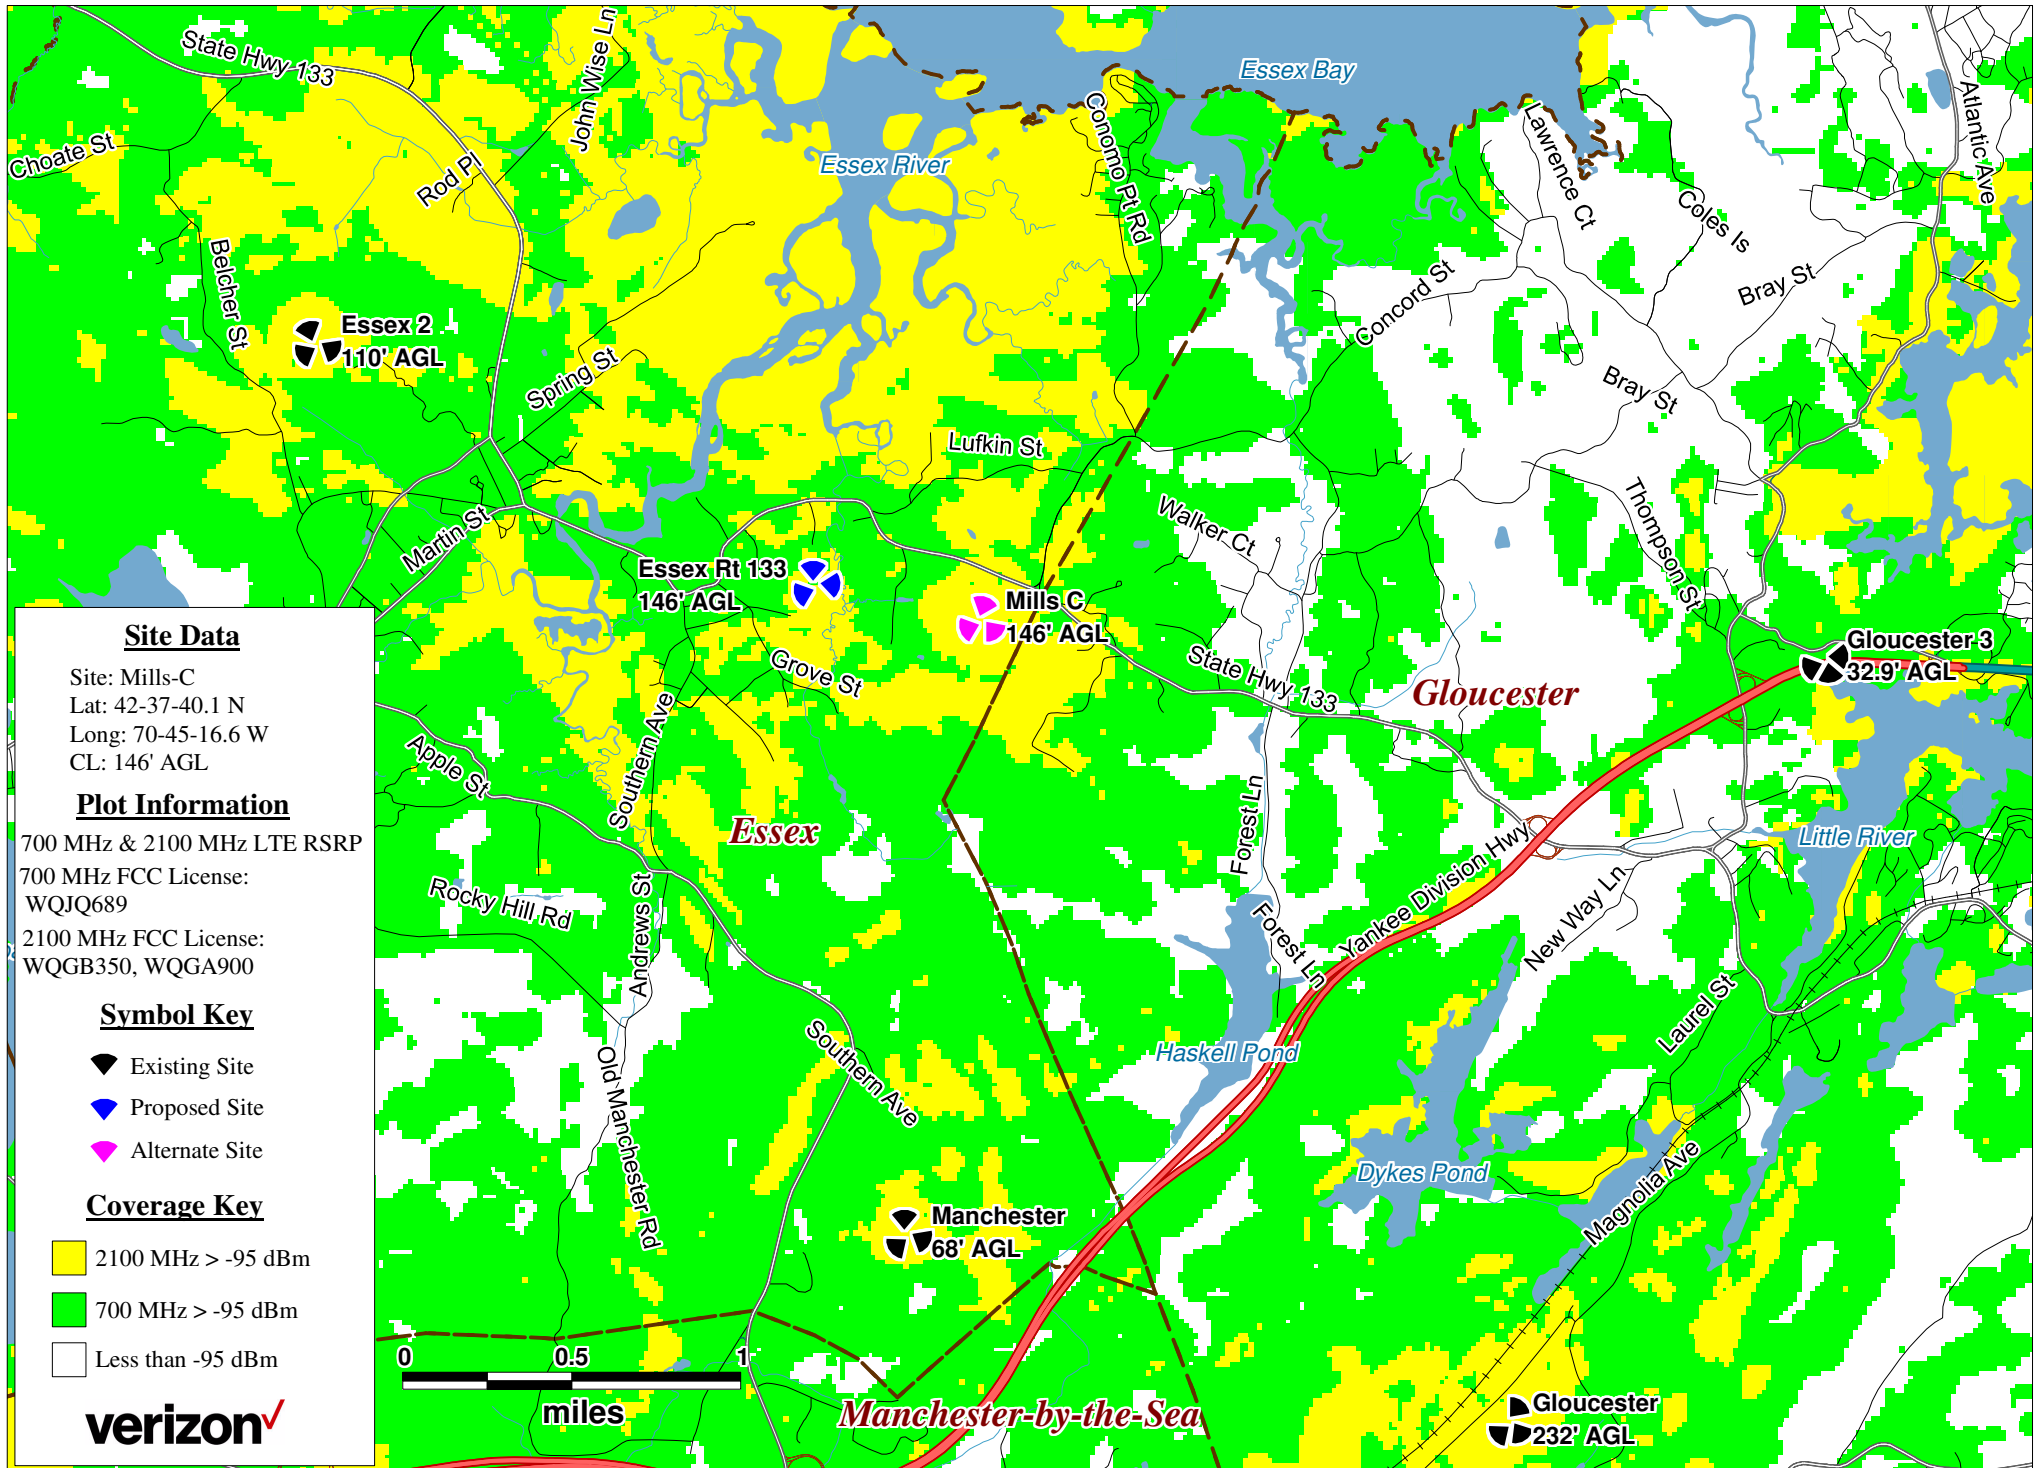 State Hwy 133
John Wise Ln
Essex Bay
Atlantic Ave
Choate St
Rod Pl
Essex River
Conomo Pt Rd
Lawrence Ct
Coles Is
Belcher St
Concord St
Bray St
Essex 2
110' AGL
Spring St
Bray St
Lufkin St
Martin St
Walker Ct
Thompson St
Essex Rt 133
146' AGL
Mills C
146' AGL
Gloucester 3
32.9' AGL
Grove St
State Hwy 133
Gloucester
Southern Ave
Apple St
Essex
Forest Ln
Little River
Yankee Division Hwy
Rocky Hill Rd
Andrews St
Forest Ln
New Way Ln
Laurel St
Southern Ave
Haskell Pond
Old Manchester Rd
Dykes Pond
Magnolia Ave
Manchester
68' AGL
Manchester-by-the-Sea
Gloucester
232' AGL
0 0.5 1
miles
Site Data
Site: Mills-C
Lat: 42-37-40.1 N
Long: 70-45-16.6 W
CL: 146' AGL
Plot Information
700 MHz & 2100 MHz LTE RSRP
700 MHz FCC License:
WQJQ689
2100 MHz FCC License:
WQGB350, WQGA900
Symbol Key
Existing Site
Proposed Site
Alternate Site
Coverage Key
2100 MHz > -95 dBm
700 MHz > -95 dBm
Less than -95 dBm
verizon